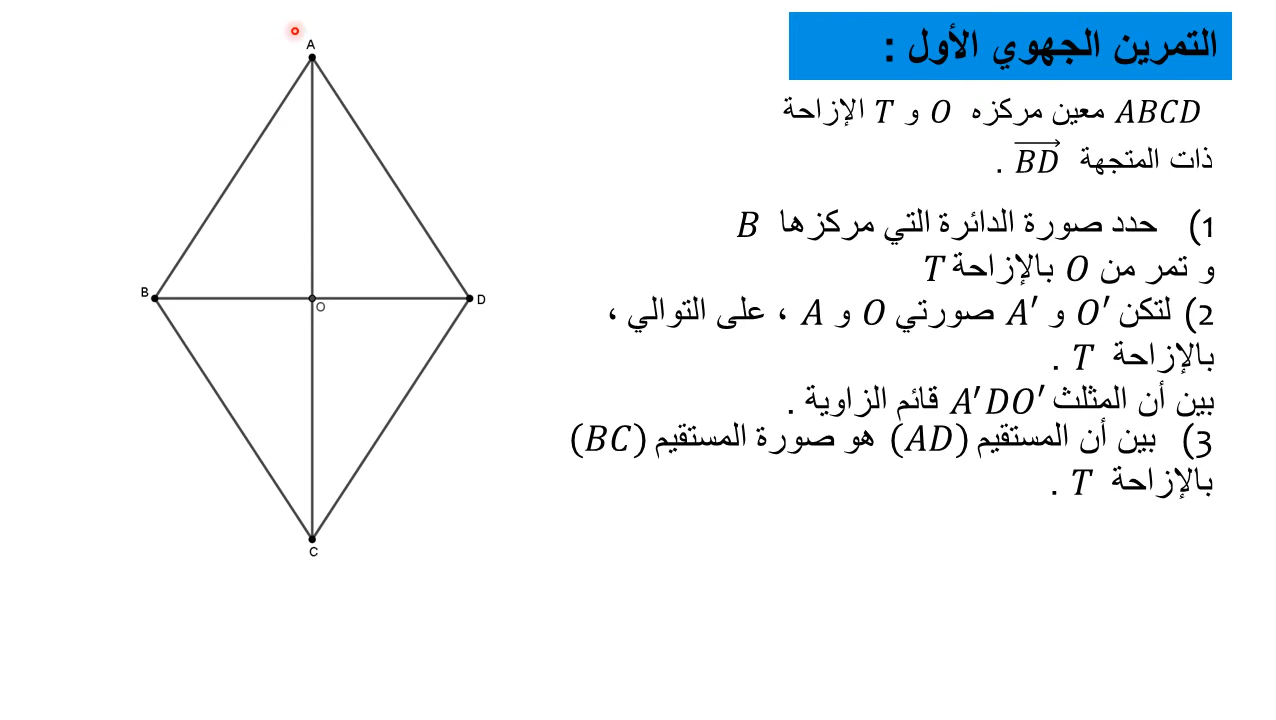 التمرين الجهوي الأول :
ABCD معين مركزه O و T الإزاحة
ذات المتجهة $\overrightarrow{BD}$ .
1) حدد صورة الدائرة التي مركزها B
و تمر من O بالإزاحة T
2) لتكن O′ و A′ صورتي O و A ، على التوالي ،
بالإزاحة T .
بين أن المثلث A′DO′ قائم الزاوية .
3) بين أن المستقيم (AD) هو صورة المستقيم (BC)
بالإزاحة T .
A
B
O
D
C